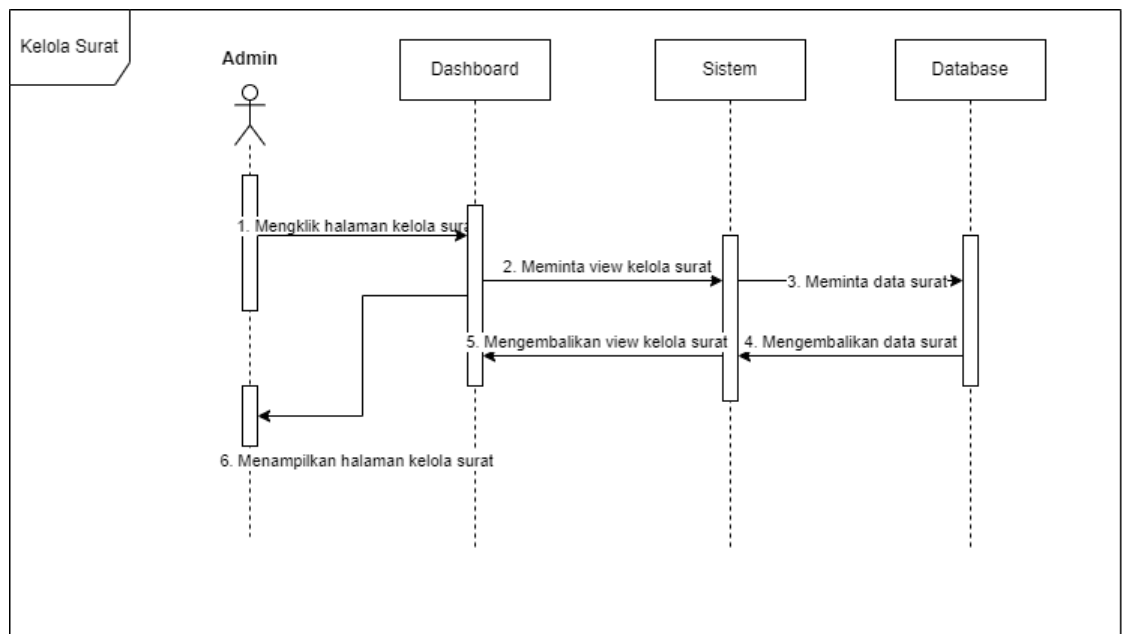 Kelola Surat
Admin
Dashboard
Sistem
Database
1. Mengklik halaman kelola surat
2. Meminta view kelola surat
3. Meminta data surat
5. Mengembalikan view kelola surat
4. Mengembalikan data surat
6. Menampilkan halaman kelola surat